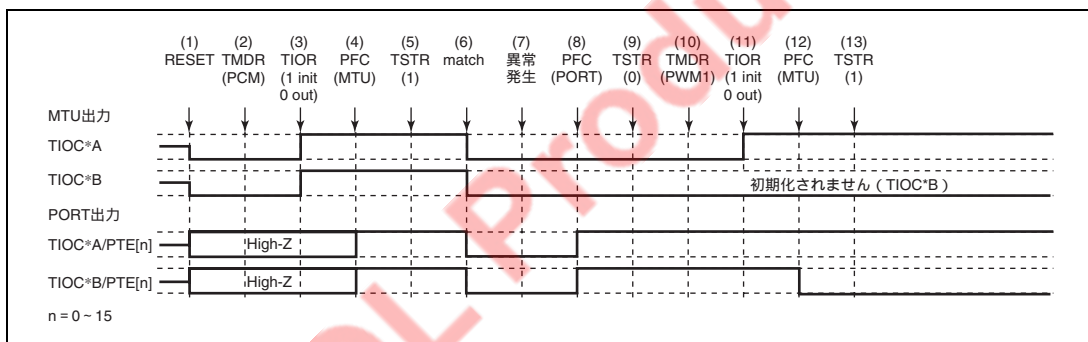 (1) (2) (3) (4) (5) (6) (7) (8) (9) (10) (11) (12) (13)
RESET TMDR TIOR PFC TSTR match 異常 PFC TSTR TMDR TIOR PFC TSTR
(PCM) (1 init (MTU) (1) 発生 (PORT) (0) (PWM1) (1 init (MTU) (1)
0 out) 0 out)
MTU出力
TIOC*A
TIOC*B
初期化されません（TIOC*B）
PORT出力
TIOC*A/PTE[n]
High-Z
TIOC*B/PTE[n]
High-Z
n = 0 ~ 15